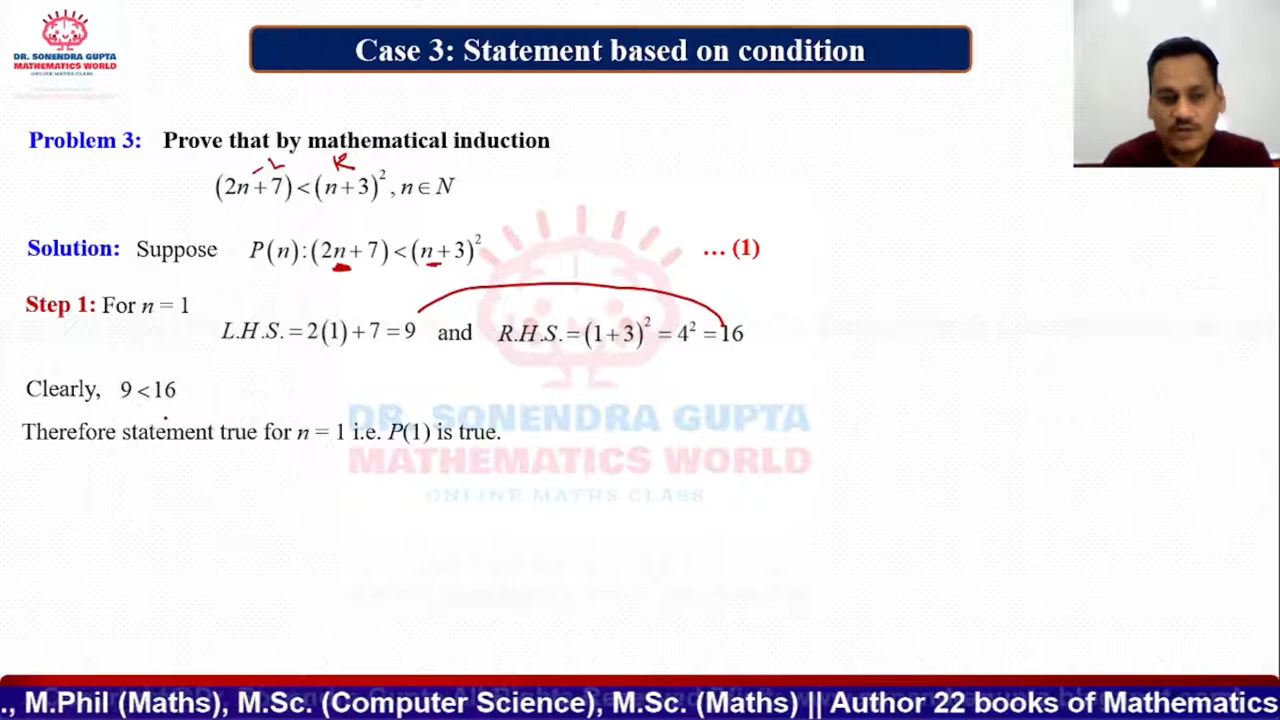 DR. SONENDRA GUPTA
MATHEMATICS WORLD
ONLINE MATHS CLASS
Case 3: Statement based on condition
Problem 3: Prove that by mathematical induction
L R
(2n+7)<(n+3)², n∈N
Solution: Suppose P(n):(2n+7)<(n+3)² ... (1)
Step 1: For n = 1
L.H.S.=2(1)+7=9 and R.H.S.=(1+3)²=4²=16
Clearly, 9<16
Therefore statement true for n = 1 i.e. P(1) is true.
DR. SONENDRA GUPTA
MATHEMATICS WORLD
ONLINE MATHS CLASS
., M.Phil (Maths), M.Sc. (Computer Science), M.Sc. (Maths) || Author 22 books of Mathematics